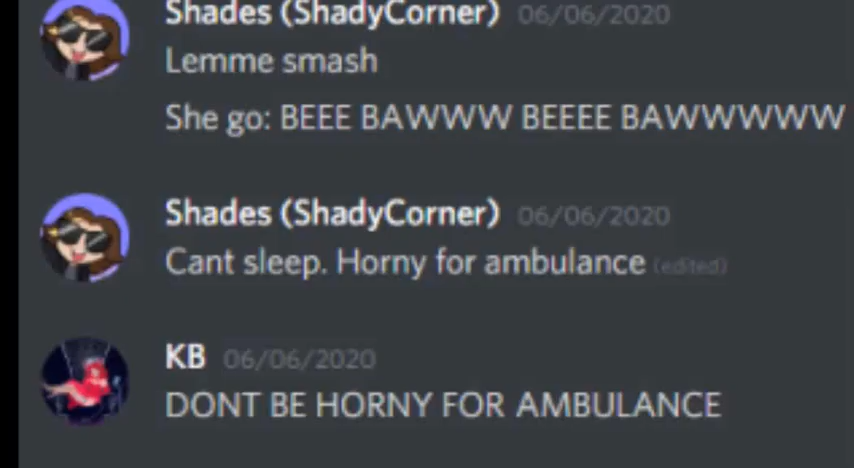 Shades (ShadyCorner) 06/06/2020
Lemme smash
She go: BEEE BAWWW BEEEE BAWWWWW
Shades (ShadyCorner) 06/06/2020
Cant sleep. Horny for ambulance (edited)
KB 06/06/2020
DONT BE HORNY FOR AMBULANCE